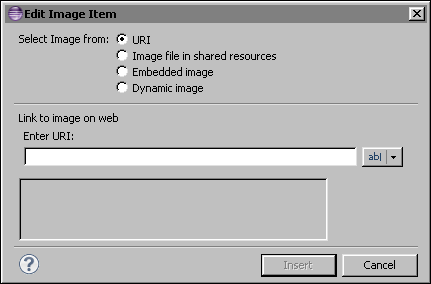 Edit Image Item
Select Image from: URI
Image file in shared resources
Embedded image
Dynamic image
Link to image on web
Enter URI:
ab|
?
Insert Cancel